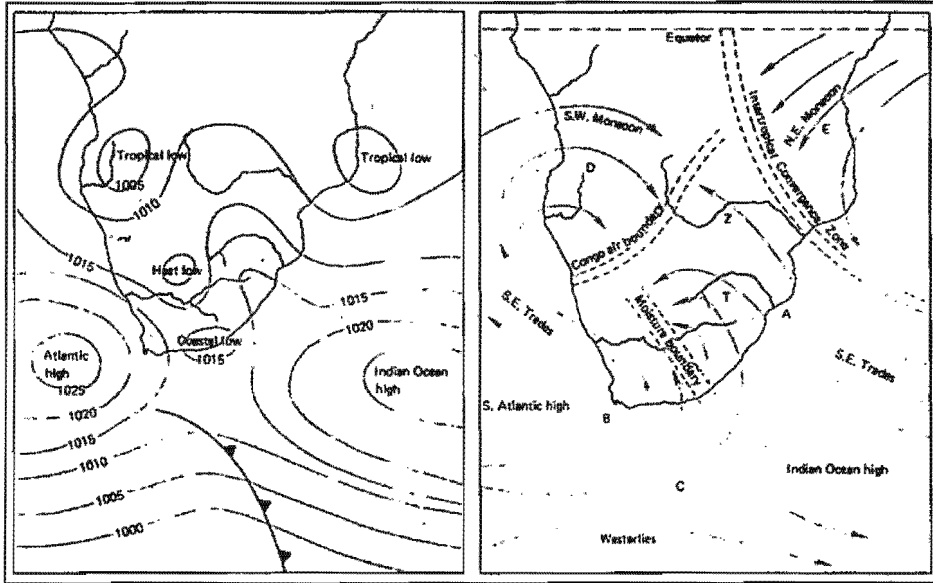 Tropical low
1005
Tropical low
1010
1015
Heat low
1015
1020
Coastal low
1015
Atlantic
high
1025
Indian Ocean
high
1020
1015
1010
1005
1000
Equator
S.W. Monsoon
N.E. Monsoon
E
Intertropical Convergence Zone
D
Z
Congo air boundary
S.E. Trades
T
A
Moisture boundary
S.E. Trades
S. Atlantic high
B
Indian Ocean high
C
Westerlies